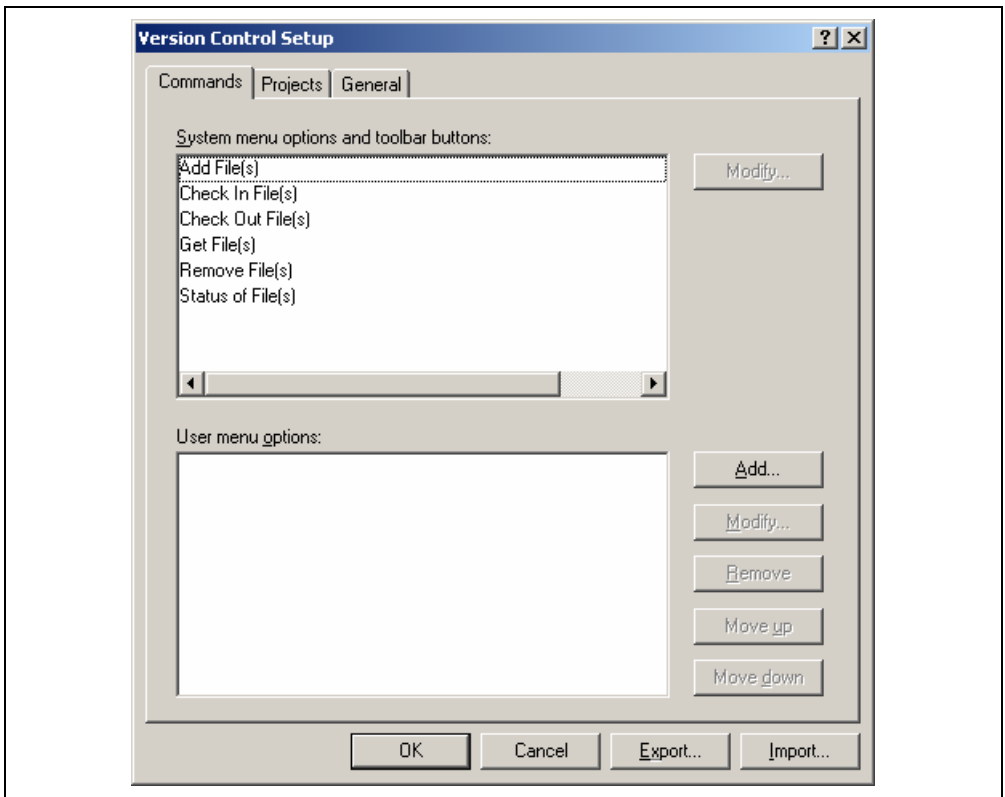 Version Control Setup
Commands Projects General
System menu options and toolbar buttons:
Add File(s)
Modify...
Check In File(s)
Check Out File(s)
Get File(s)
Remove File(s)
Status of File(s)
User menu options:
Add...
Modify...
Remove
Move up
Move down
OK Cancel Export... Import...